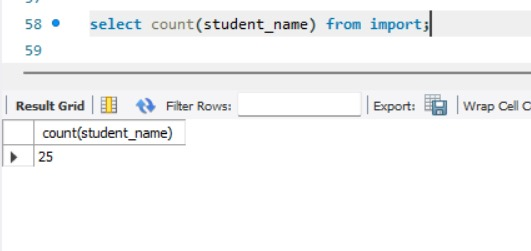 58 select count(student_name) from import;
59
Result Grid Filter Rows: Export: Wrap Cell C
count(student_name)
25